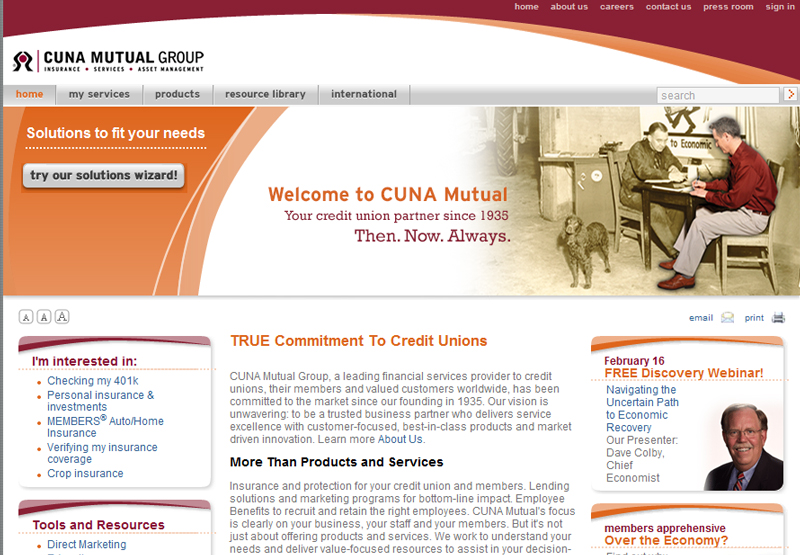 home about us careers contact us press room sign in
CUNA MUTUAL GROUP
INSURANCE • SERVICES • ASSET MANAGEMENT
home my services products resource library international
search
Solutions to fit your needs
try our solutions wizard!
to Economic
Welcome to CUNA Mutual
Your credit union partner since 1935
Then. Now. Always.
A A A
email print
I'm interested in:
• Checking my 401k
• Personal insurance &
investments
• MEMBERS® Auto/Home
Insurance
• Verifying my insurance
coverage
• Crop insurance
Tools and Resources
• Direct Marketing
TRUE Commitment To Credit Unions
CUNA Mutual Group, a leading financial services provider to credit
unions, their members and valued customers worldwide, has been
committed to the market since our founding in 1935. Our vision is
unwavering: to be a trusted business partner who delivers service
excellence with customer-focused, best-in-class products and market
driven innovation. Learn more About Us.
More Than Products and Services
Insurance and protection for your credit union and members. Lending
solutions and marketing programs for bottom-line impact. Employee
Benefits to recruit and retain the right employees. CUNA Mutual's focus
is clearly on your business, your staff and your members. But it's not
just about offering products and services. We work to understand your
needs and deliver value-focused resources to assist in your decision-
February 16
FREE Discovery Webinar!
Navigating the
Uncertain Path
to Economic
Recovery
Our Presenter:
Dave Colby,
Chief
Economist
members apprehensive
Over the Economy?